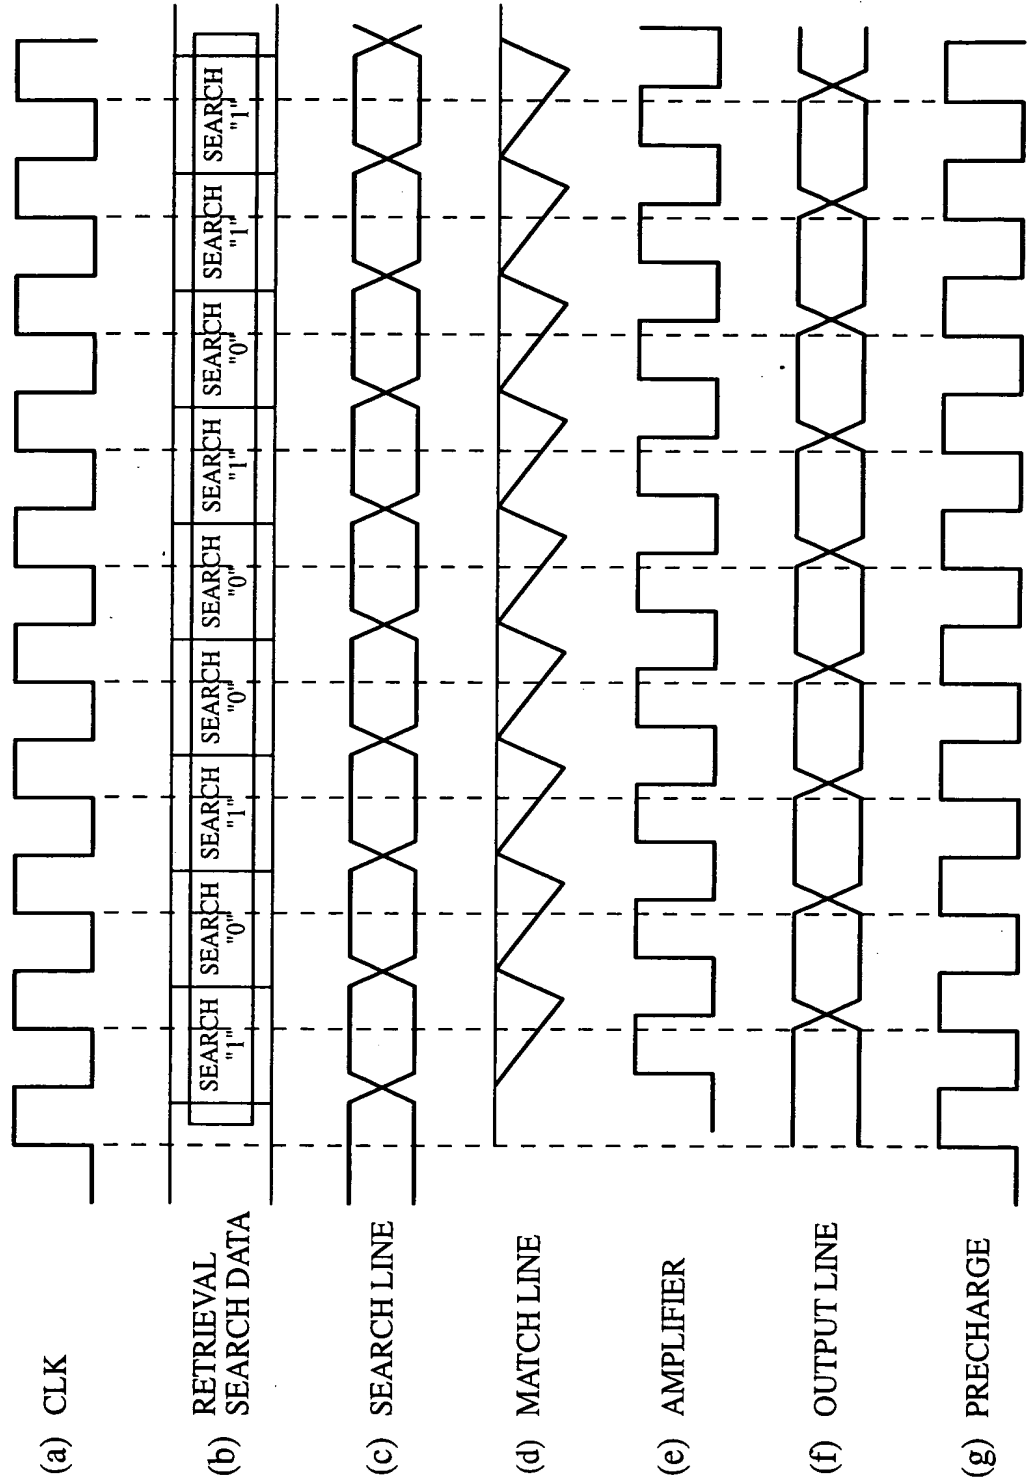 (a) CLK
(b) RETRIEVAL
SEARCH DATA
SEARCH
"1"
SEARCH
"0"
SEARCH
"1"
SEARCH
"0"
SEARCH
"0"
SEARCH
"1"
SEARCH
"0"
SEARCH
"1"
SEARCH
"1"
(c) SEARCH LINE
(d) MATCH LINE
(e) AMPLIFIER
(f) OUTPUT LINE
(g) PRECHARGE